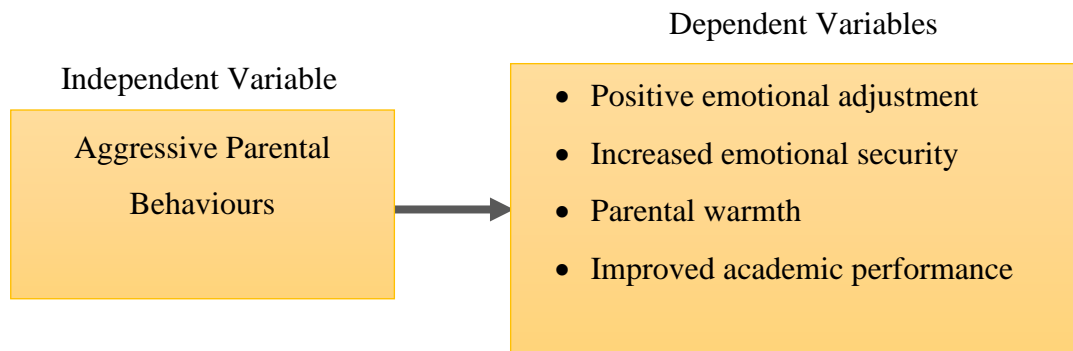 Independent Variable
Aggressive Parental
Behaviours
Dependent Variables
• Positive emotional adjustment
• Increased emotional security
• Parental warmth
• Improved academic performance